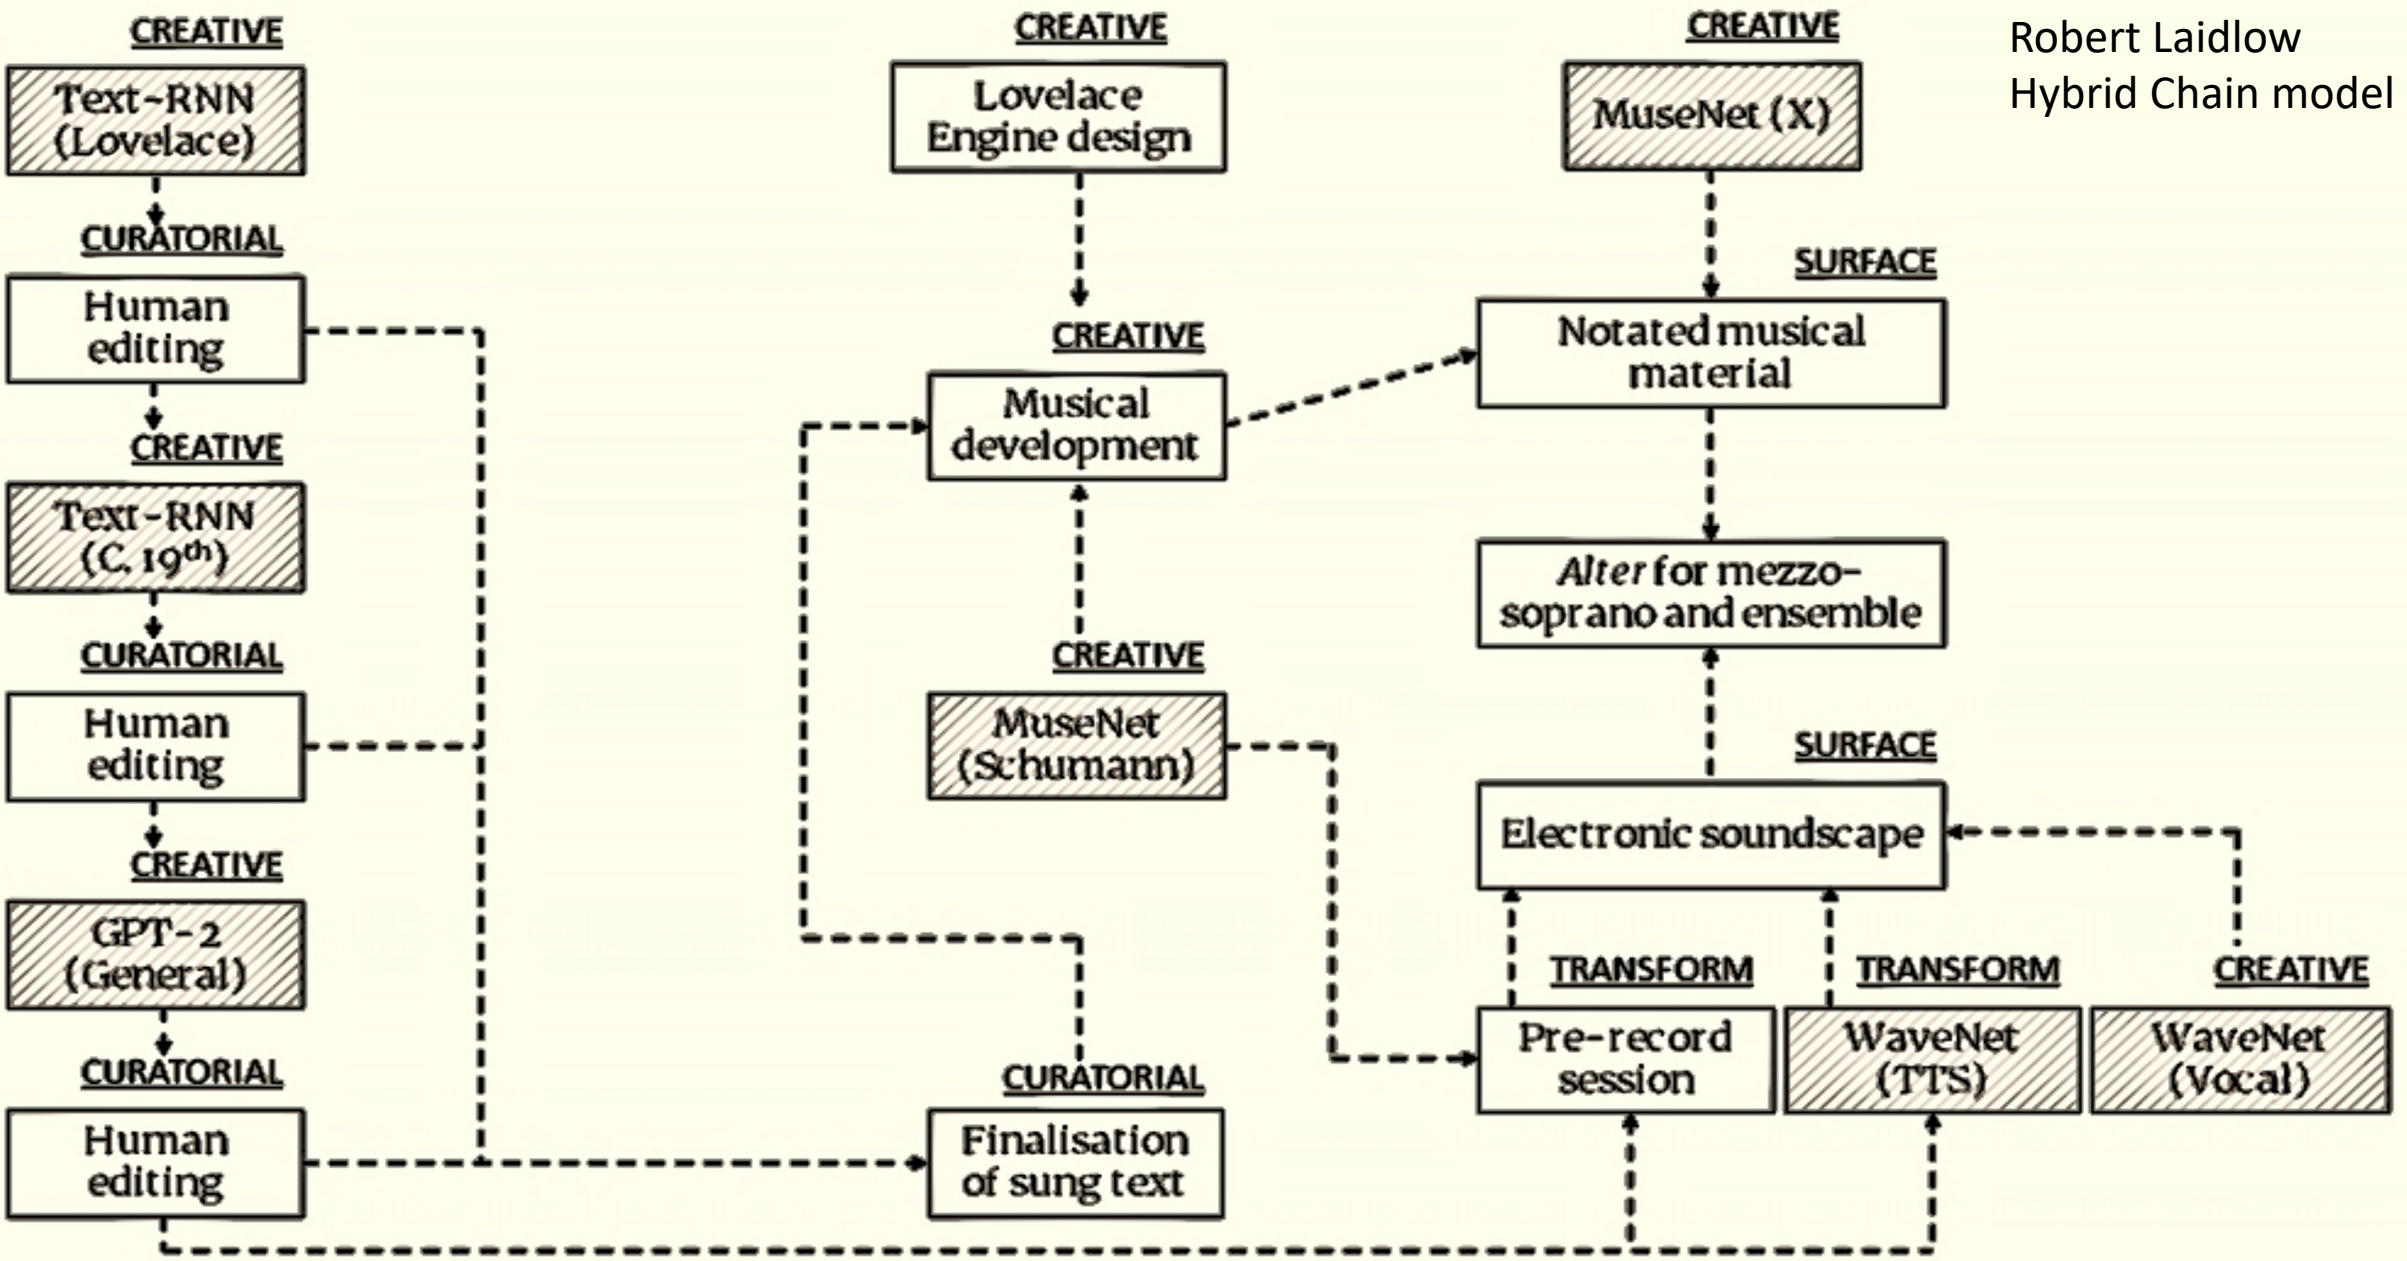 CREATIVE
Text-RNN
(Lovelace)
CURATORIAL
Human
editing
CREATIVE
Text-RNN
(C. 19th)
CURATORIAL
Human
editing
CREATIVE
GPT-2
(General)
CURATORIAL
Human
editing
CREATIVE
Lovelace
Engine design
CREATIVE
Musical
development
CREATIVE
MuseNet
(Schumann)
CURATORIAL
Finalisation
of sung text
CREATIVE
MuseNet (X)
SURFACE
Notated musical
material
Alter for mezzo-
soprano and ensemble
SURFACE
Electronic soundscape
TRANSFORM
Pre-record
session
TRANSFORM
WaveNet
(TTS)
CREATIVE
WaveNet
(Vocal)
Robert Laidlow
Hybrid Chain model